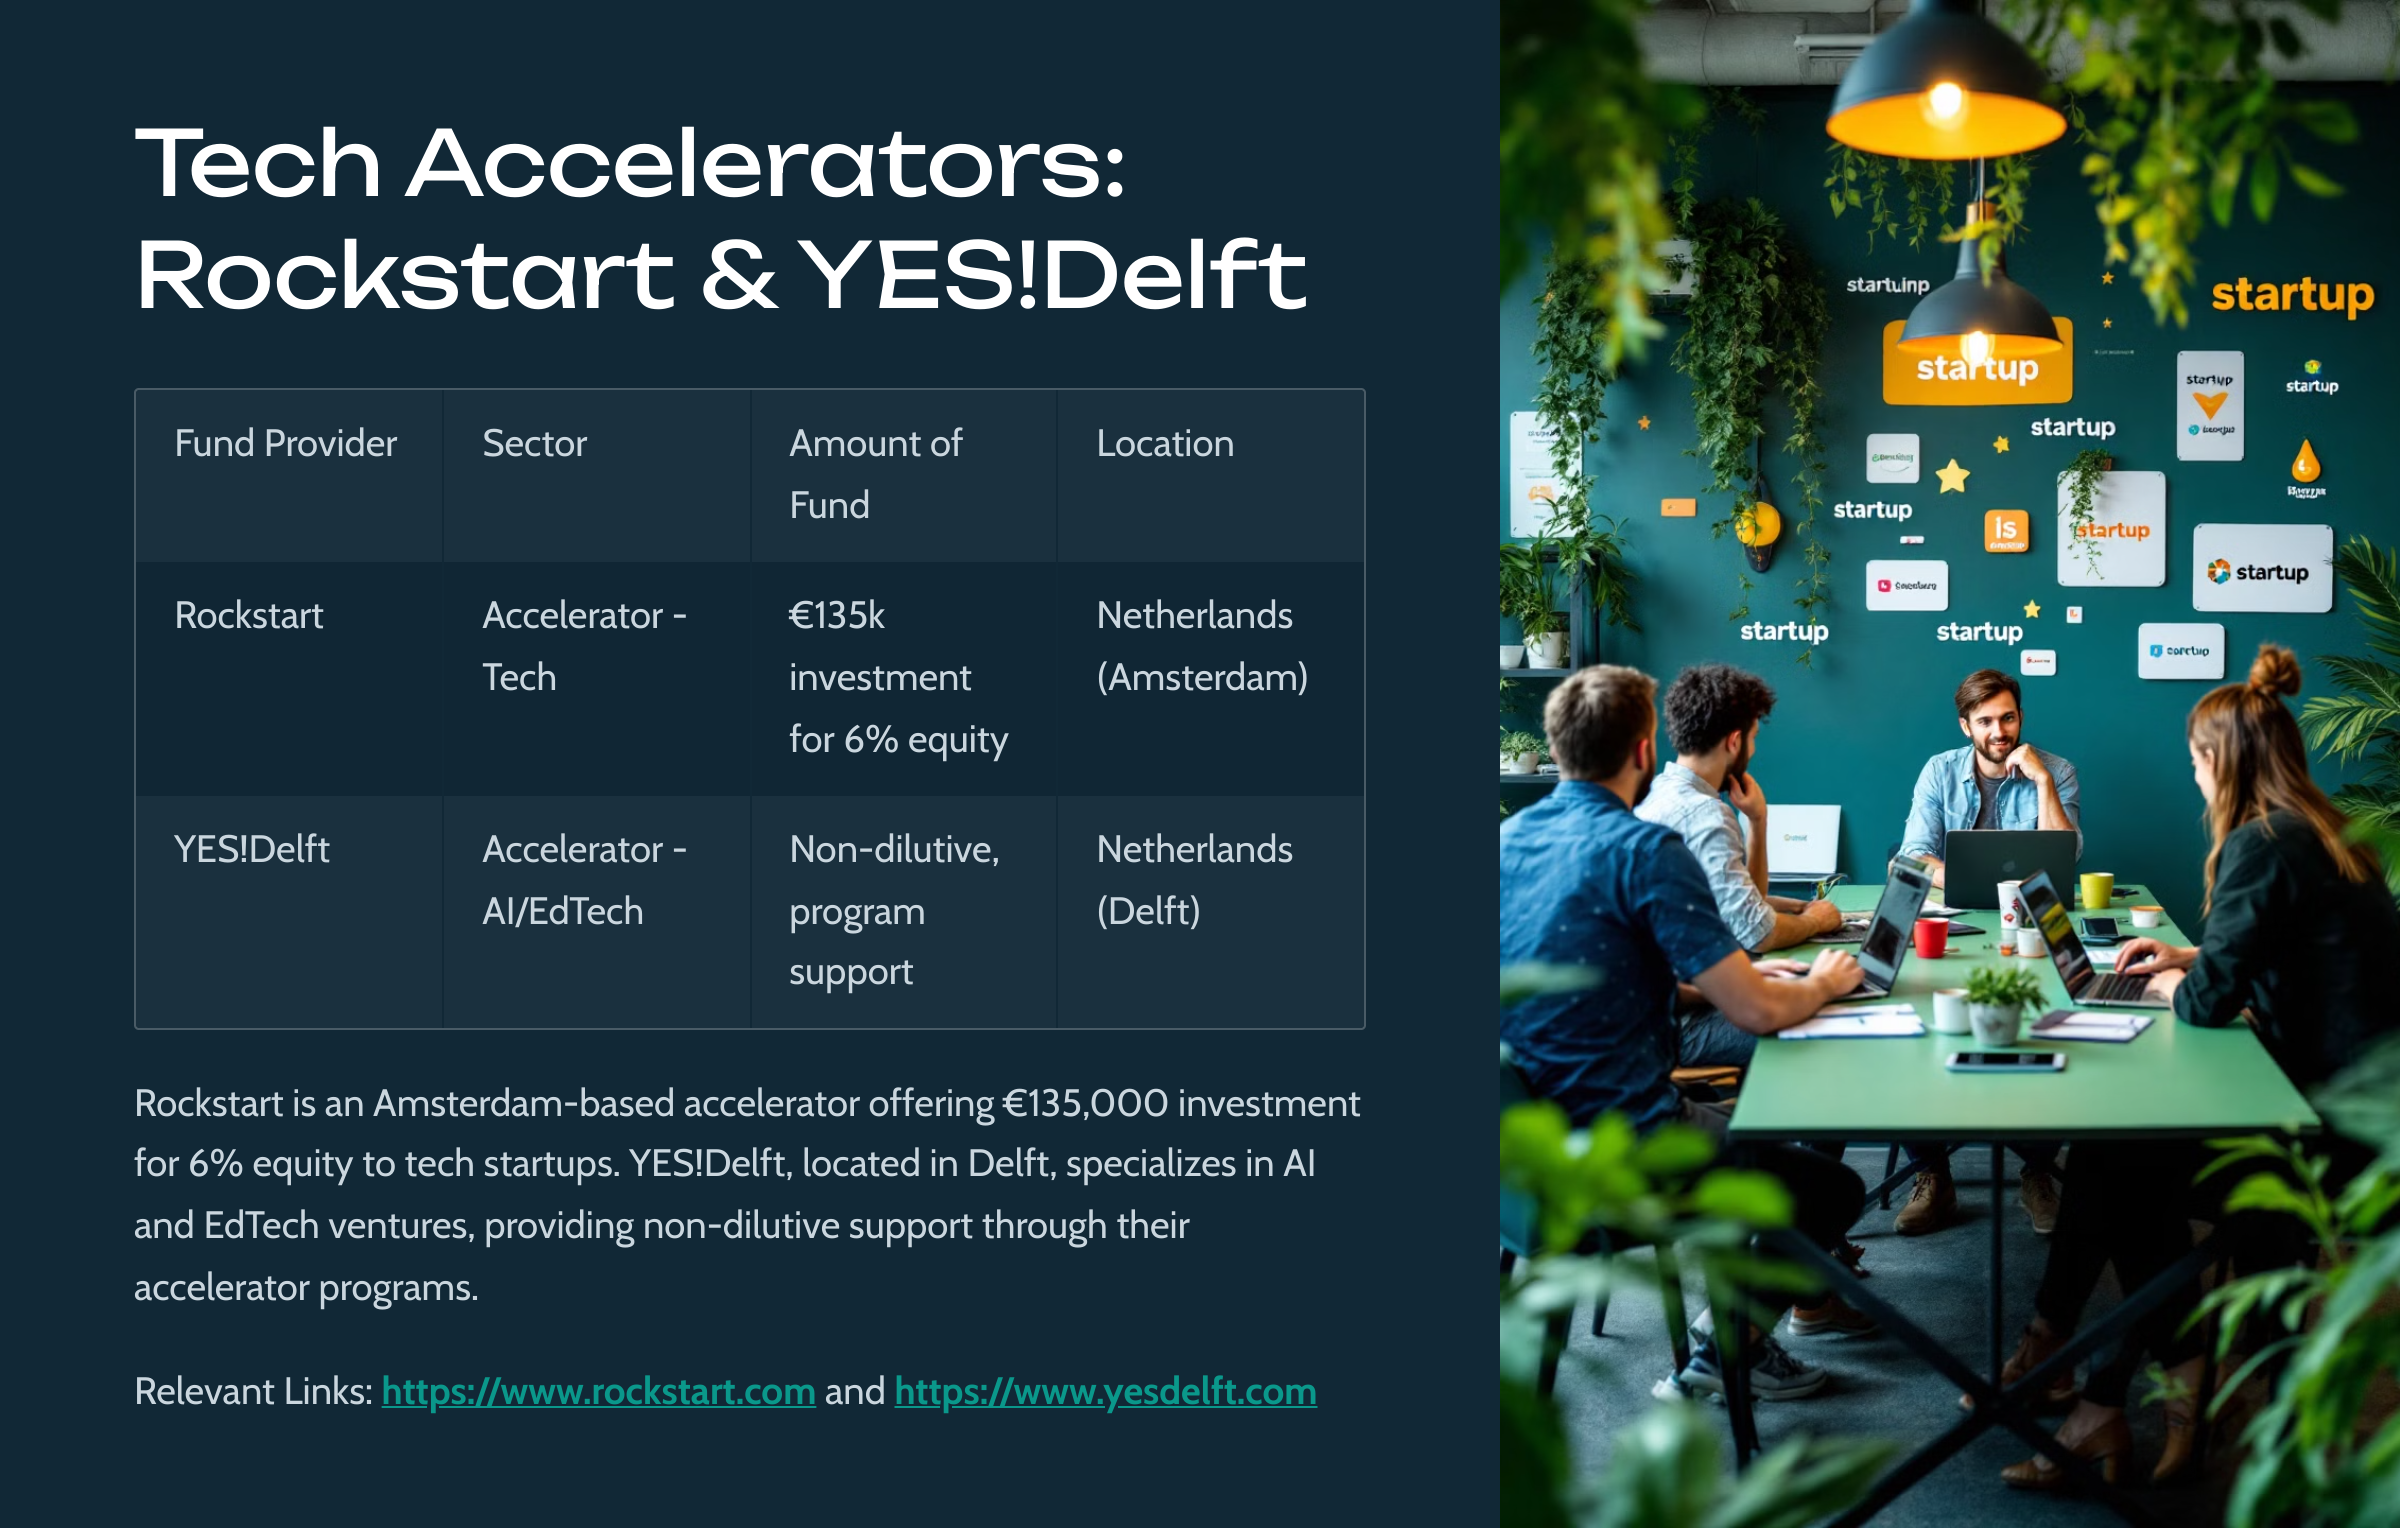 Tech Accelerators:
Rockstart & YES!Delft
Fund Provider
Sector
Amount of
Fund
Location
Rockstart
Accelerator -
Tech
€135k
investment
for 6% equity
Netherlands
(Amsterdam)
YES!Delft
Accelerator -
AI/EdTech
Non-dilutive,
program
support
Netherlands
(Delft)
Rockstart is an Amsterdam-based accelerator offering €135,000 investment
for 6% equity to tech startups. YES!Delft, located in Delft, specializes in AI
and EdTech ventures, providing non-dilutive support through their
accelerator programs.
Relevant Links: https://www.rockstart.com and https://www.yesdelft.com
startup
startup
startup
startup
startup
is
startup
startup
startup
startup